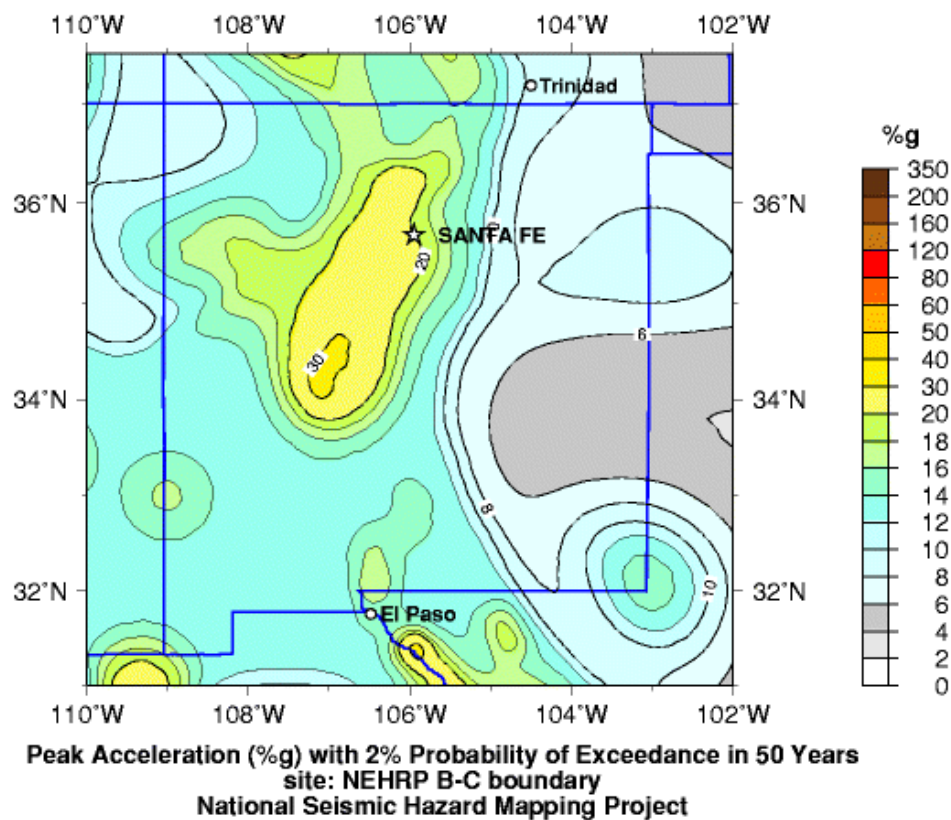 110˚W 108˚W 106˚W 104˚W 102˚W
Trinidad
%g
350
200
160
120
80
60
50
40
30
20
18
16
14
12
10
8
6
4
2
0
36˚N
SANTA FE
20
6
30
34˚N
8
10
32˚N
El Paso
110˚W 108˚W 106˚W 104˚W 102˚W
Peak Acceleration (%g) with 2% Probability of Exceedance in 50 Years
site: NEHRP B-C boundary
National Seismic Hazard Mapping Project